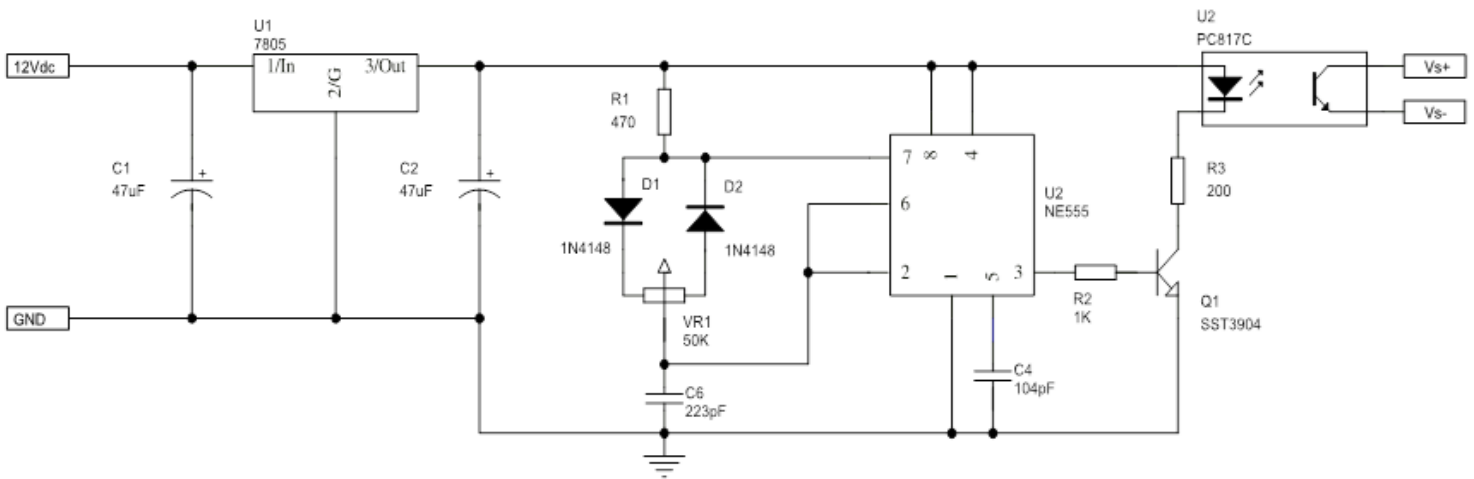 U1
7805
12Vdc
1/In
2/G
3/Out
U2
PC817C
Vs+
Vs-
R1
470
C1
47uF
+
C2
47uF
+
D1
1N4148
D2
1N4148
7
8
4
6
2
1
5
3
U2
NE555
R3
200
R2
1K
Q1
SST3904
GND
VR1
50K
C6
223pF
C4
104pF